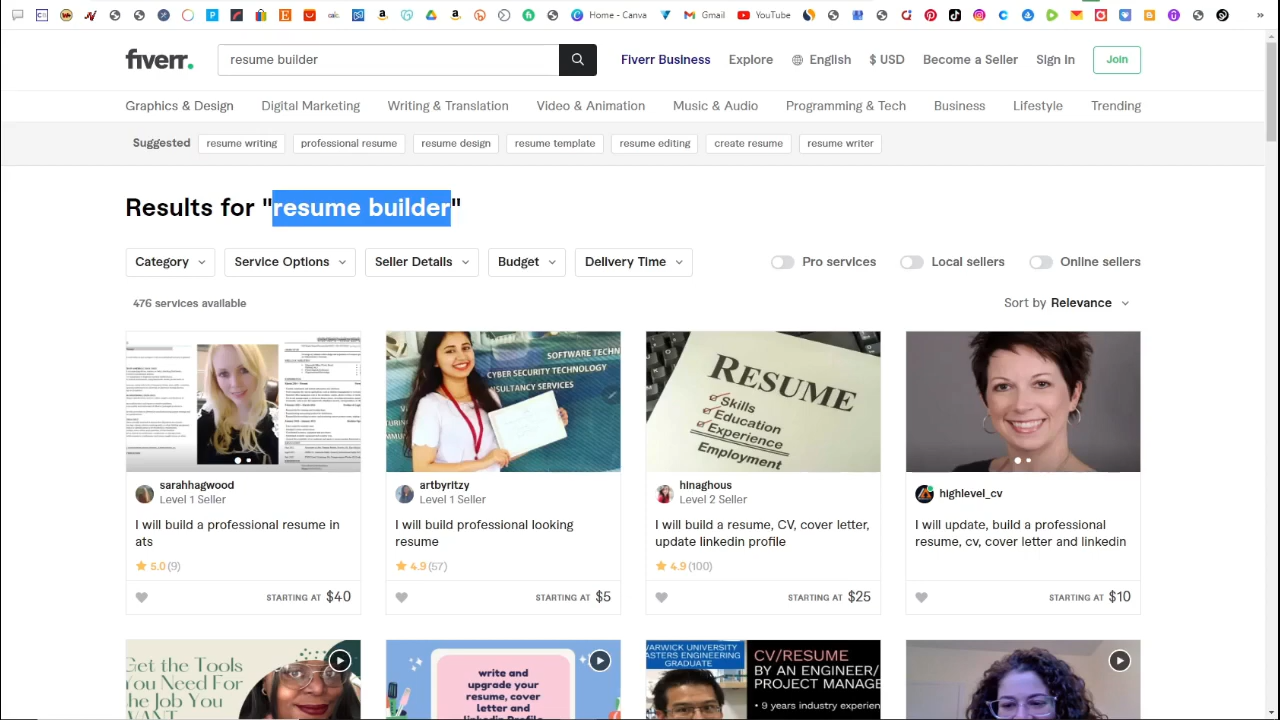 Home - Canva
Gmail
YouTube
»
fiverr.
resume builder
Fiverr Business
Explore
English
$ USD
Become a Seller
Sign In
Join
Graphics & Design
Digital Marketing
Writing & Translation
Video & Animation
Music & Audio
Programming & Tech
Business
Lifestyle
Trending
Suggested
resume writing
professional resume
resume design
resume template
resume editing
create resume
resume writer
Results for "resume builder"
Category
Service Options
Seller Details
Budget
Delivery Time
Pro services
Local sellers
Online sellers
476 services available
Sort by Relevance
SOFTWARE TECHN
CYBER SECURITY TECHNOLOGY
NSULTANCY SERVICES
RESUME
Skills
Education
Experience
Employment
sarahhagwood
Level 1 Seller
I will build a professional resume in
ats
5.0 (9)
STARTING AT $40
artbyritzy
Level 1 Seller
I will build professional looking
resume
4.9 (57)
STARTING AT $5
hinaghous
Level 2 Seller
I will build a resume, CV, cover letter,
update linkedin profile
4.9 (100)
STARTING AT $25
highlevel_cv
I will update, build a professional
resume, cv, cover letter and linkedin
STARTING AT $10
Get the Tools
You Need For
the Job You
write and
upgrade your
resume, cover
letter and
linkedin Profile
WARWICK UNIVERSITY
MASTERS ENGINEERING
GRADUATE
CV/RESUME
BY AN ENGINEER/
PROJECT MANAGE
• 9 years industry experien